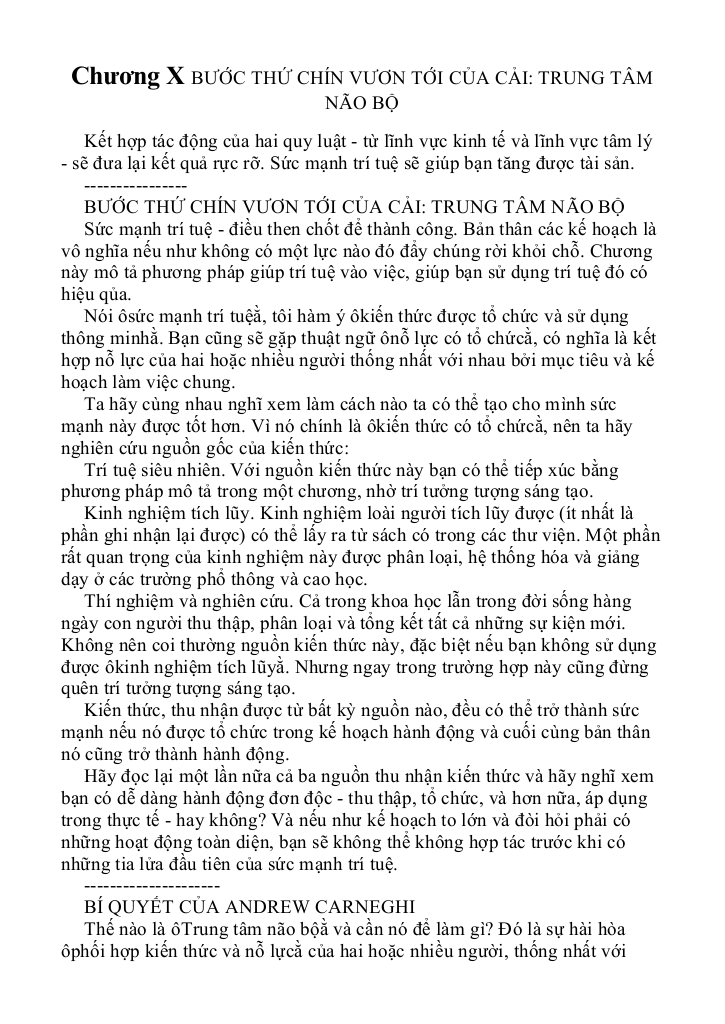 Chương X BƯỚC THỨ CHÍN VƯƠN TỚI CỦA CẢI: TRUNG TÂM
NÃO BỘ
Kết hợp tác động của hai quy luật - từ lĩnh vực kinh tế và lĩnh vực tâm lý
- sẽ đưa lại kết quả rực rỡ. Sức mạnh trí tuệ sẽ giúp bạn tăng được tài sản.
----------------
BƯỚC THỨ CHÍN VƯƠN TỚI CỦA CẢI: TRUNG TÂM NÃO BỘ
Sức mạnh trí tuệ - điều then chốt để thành công. Bản thân các kế hoạch là
vô nghĩa nếu như không có một lực nào đó đẩy chúng rời khỏi chỗ. Chương
này mô tả phương pháp giúp trí tuệ vào việc, giúp bạn sử dụng trí tuệ đó có
hiệu qủa.
Nói ôsức mạnh trí tuệằ, tôi hàm ý ôkiến thức được tổ chức và sử dụng
thông minhằ. Bạn cũng sẽ gặp thuật ngữ ônỗ lực có tổ chứcằ, có nghĩa là kết
hợp nỗ lực của hai hoặc nhiều người thống nhất với nhau bởi mục tiêu và kế
hoạch làm việc chung.
Ta hãy cùng nhau nghĩ xem làm cách nào ta có thể tạo cho mình sức
mạnh này được tốt hơn. Vì nó chính là ôkiến thức có tổ chứcằ, nên ta hãy
nghiên cứu nguồn gốc của kiến thức:
Trí tuệ siêu nhiên. Với nguồn kiến thức này bạn có thể tiếp xúc bằng
phương pháp mô tả trong một chương, nhờ trí tưởng tượng sáng tạo.
Kinh nghiệm tích lũy. Kinh nghiệm loài người tích lũy được (ít nhất là
phần ghi nhận lại được) có thể lấy ra từ sách có trong các thư viện. Một phần
rất quan trọng của kinh nghiệm này được phân loại, hệ thống hóa và giảng
dạy ở các trường phổ thông và cao học.
Thí nghiệm và nghiên cứu. Cả trong khoa học lẫn trong đời sống hàng
ngày con người thu thập, phân loại và tổng kết tất cả những sự kiện mới.
Không nên coi thường nguồn kiến thức này, đặc biệt nếu bạn không sử dụng
được ôkinh nghiệm tích lũyằ. Nhưng ngay trong trường hợp này cũng đừng
quên trí tưởng tượng sáng tạo.
Kiến thức, thu nhận được từ bất kỳ nguồn nào, đều có thể trở thành sức
mạnh nếu nó được tổ chức trong kế hoạch hành động và cuối cùng bản thân
nó cũng trở thành hành động.
Hãy đọc lại một lần nữa cả ba nguồn thu nhận kiến thức và hãy nghĩ xem
bạn có dễ dàng hành động đơn độc - thu thập, tổ chức, và hơn nữa, áp dụng
trong thực tế - hay không? Và nếu như kế hoạch to lớn và đòi hỏi phải có
những hoạt động toàn diện, bạn sẽ không thể không hợp tác trước khi có
những tia lửa đầu tiên của sức mạnh trí tuệ.
---------------------
BÍ QUYẾT CỦA ANDREW CARNEGHI
Thế nào là ôTrung tâm não bộằ và cần nó để làm gì? Đó là sự hài hòa
ôphối hợp kiến thức và nỗ lựcằ của hai hoặc nhiều người, thống nhất với